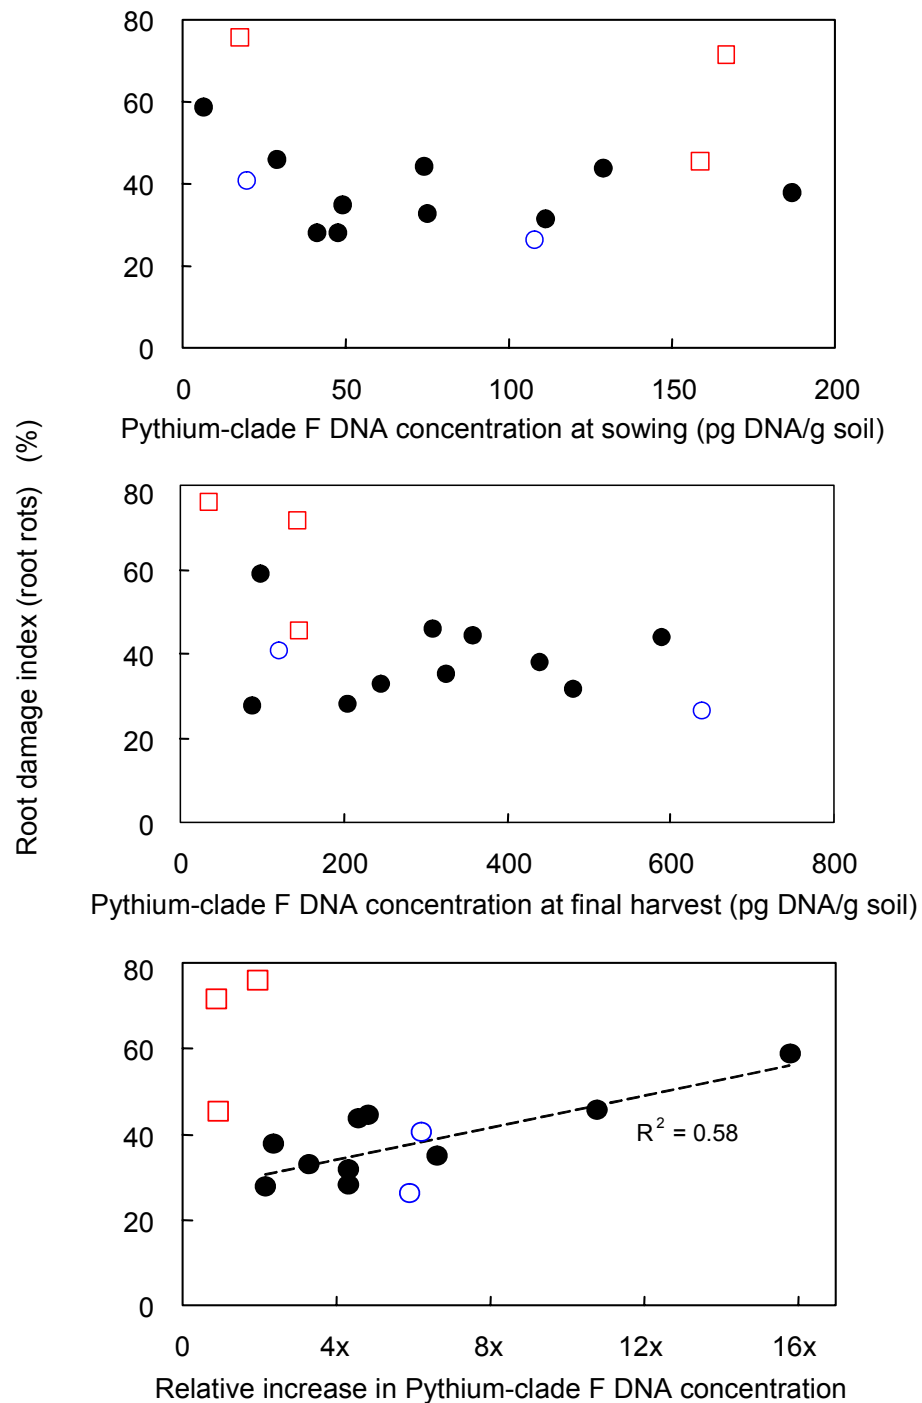 80
60
40
20
0
0 50 100 150 200
Pythium-clade F DNA concentration at sowing (pg DNA/g soil)
Root damage index (root rots) (%)
80
60
40
20
0
0 200 400 600 800
Pythium-clade F DNA concentration at final harvest (pg DNA/g soil)
80
60
40
20
0
R² = 0.58
0 4x 8x 12x 16x
Relative increase in Pythium-clade F DNA concentration